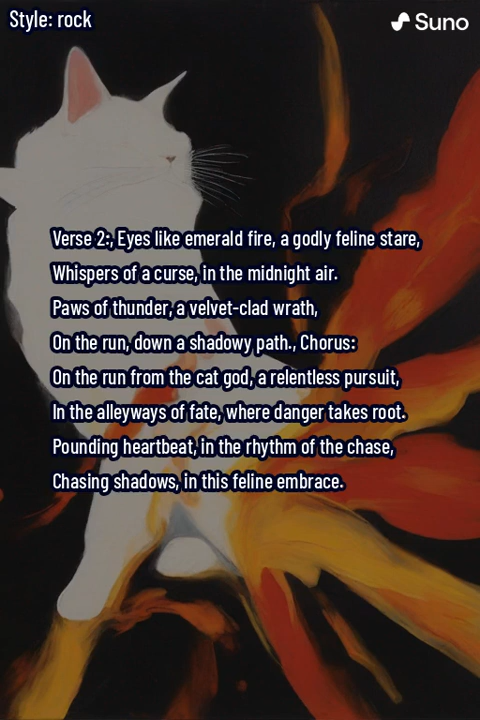 Style: rock
Suno
Verse 2:, Eyes like emerald fire, a godly feline stare,
Whispers of a curse, in the midnight air.
Paws of thunder, a velvet-clad wrath,
On the run, down a shadowy path., Chorus:
On the run from the cat god, a relentless pursuit,
In the alleyways of fate, where danger takes root.
Pounding heartbeat, in the rhythm of the chase,
Chasing shadows, in this feline embrace.